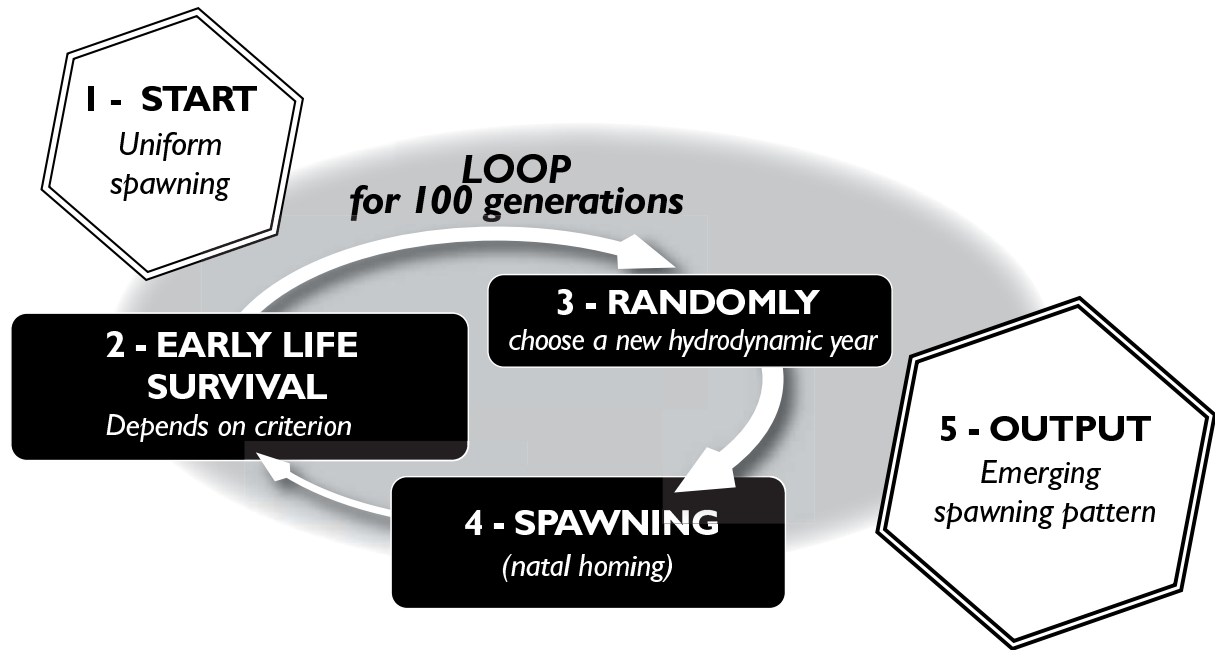 1 - START
Uniform
spawning
LOOP
for 100 generations
2 - EARLY LIFE
SURVIVAL
Depends on criterion
3 - RANDOMLY
choose a new hydrodynamic year
4 - SPAWNING
(natal homing)
5 - OUTPUT
Emerging
spawning pattern